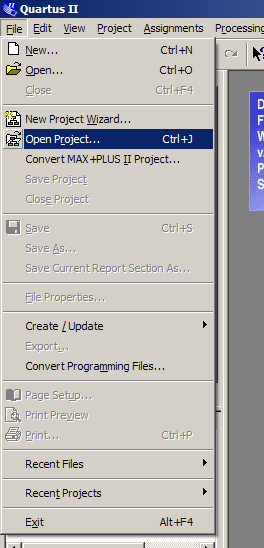 Quartus II
File Edit View Project Assignments Processing
New... Ctrl+N
Open... Ctrl+O
Close Ctrl+F4
New Project Wizard...
Open Project... Ctrl+J
Convert MAX+PLUS II Project...
Save Project
Close Project
Save Ctrl+S
Save As...
Save Current Report Section As...
File Properties...
Create / Update
Export...
Convert Programming Files...
Page Setup...
Print Preview
Print... Ctrl+P
Recent Files
Recent Projects
Exit Alt+F4